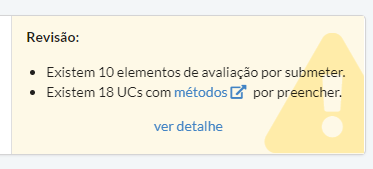 Revisão:
Existem 10 elementos de avaliação por submeter.
Existem 18 UCs com métodos por preencher.
ver detalhe